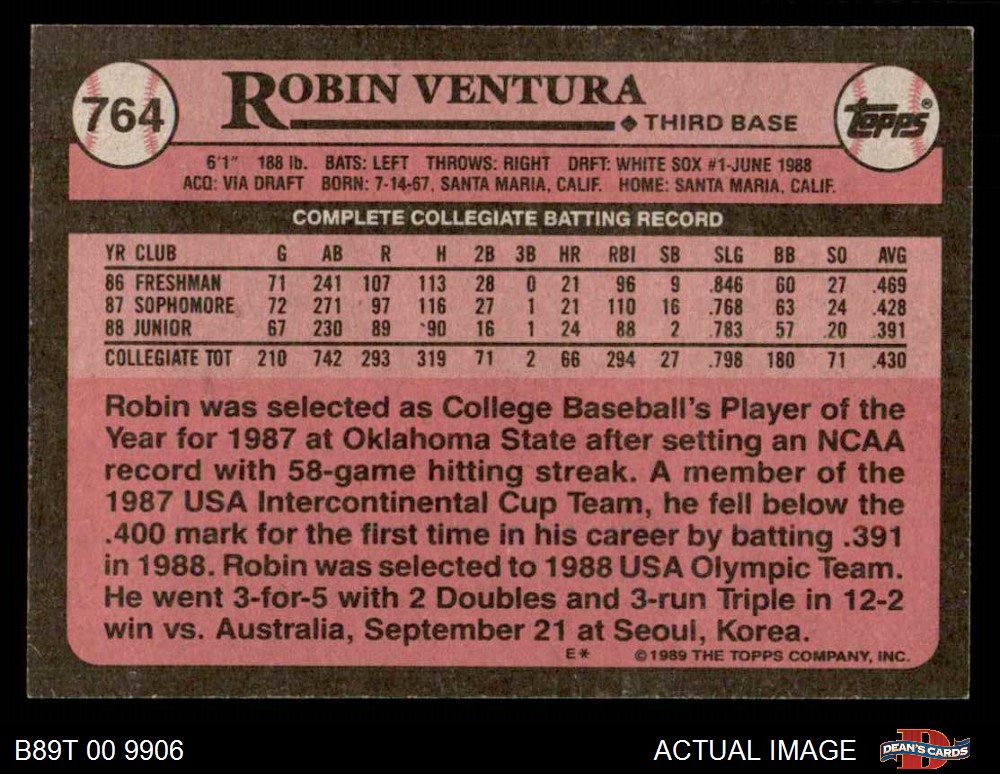 764
ROBIN VENTURA
THIRD BASE
TOPPS®
6'1" 188 lb. BATS: LEFT THROWS: RIGHT DRFT: WHITE SOX #1-JUNE 1988
ACQ: VIA DRAFT BORN: 7-14-67, SANTA MARIA, CALIF. HOME: SANTA MARIA, CALIF.
COMPLETE COLLEGIATE BATTING RECORD
YR CLUB G AB R H 2B 3B HR RBI SB SLG BB SO AVG
86 FRESHMAN 71 241 107 113 28 0 21 96 9 .846 60 27 .469
87 SOPHOMORE 72 271 97 116 27 1 21 110 16 .768 63 24 .428
88 JUNIOR 67 230 89 90 16 1 24 88 2 .783 57 20 .391
COLLEGIATE TOT 210 742 293 319 71 2 66 294 27 .798 180 71 .430
Robin was selected as College Baseball's Player of the
Year for 1987 at Oklahoma State after setting an NCAA
record with 58-game hitting streak. A member of the
1987 USA Intercontinental Cup Team, he fell below the
.400 mark for the first time in his career by batting .391
in 1988. Robin was selected to 1988 USA Olympic Team.
He went 3-for-5 with 2 Doubles and 3-run Triple in 12-2
win vs. Australia, September 21 at Seoul, Korea.
E* ©1989 THE TOPPS COMPANY, INC.
B89T 00 9906 ACTUAL IMAGE DEAN'S CARDS